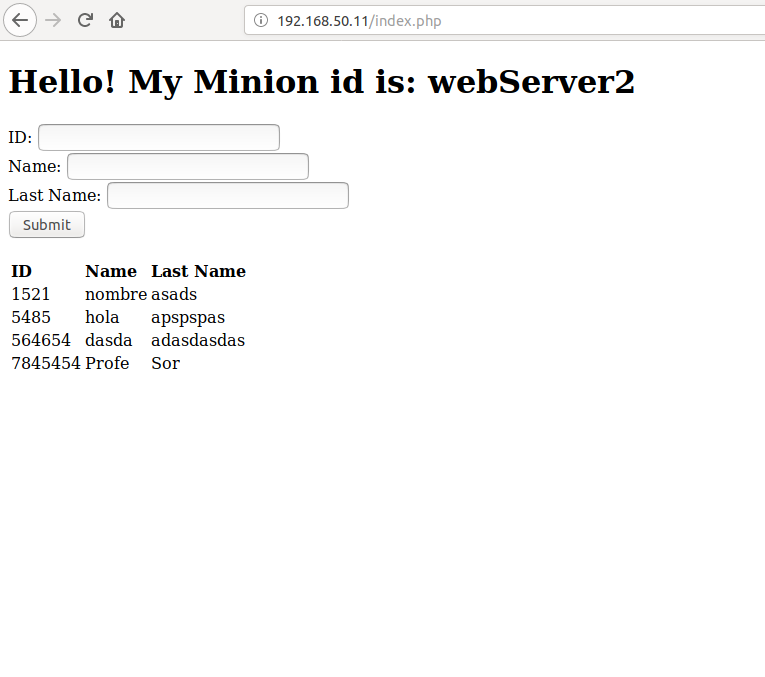 192.168.50.11/index.php
Hello! My Minion id is: webServer2
ID:
Name:
Last Name:
Submit
ID Name Last Name
1521 nombre asads
5485 hola apspspas
564654 dasda adasdasdas
7845454 Profe Sor